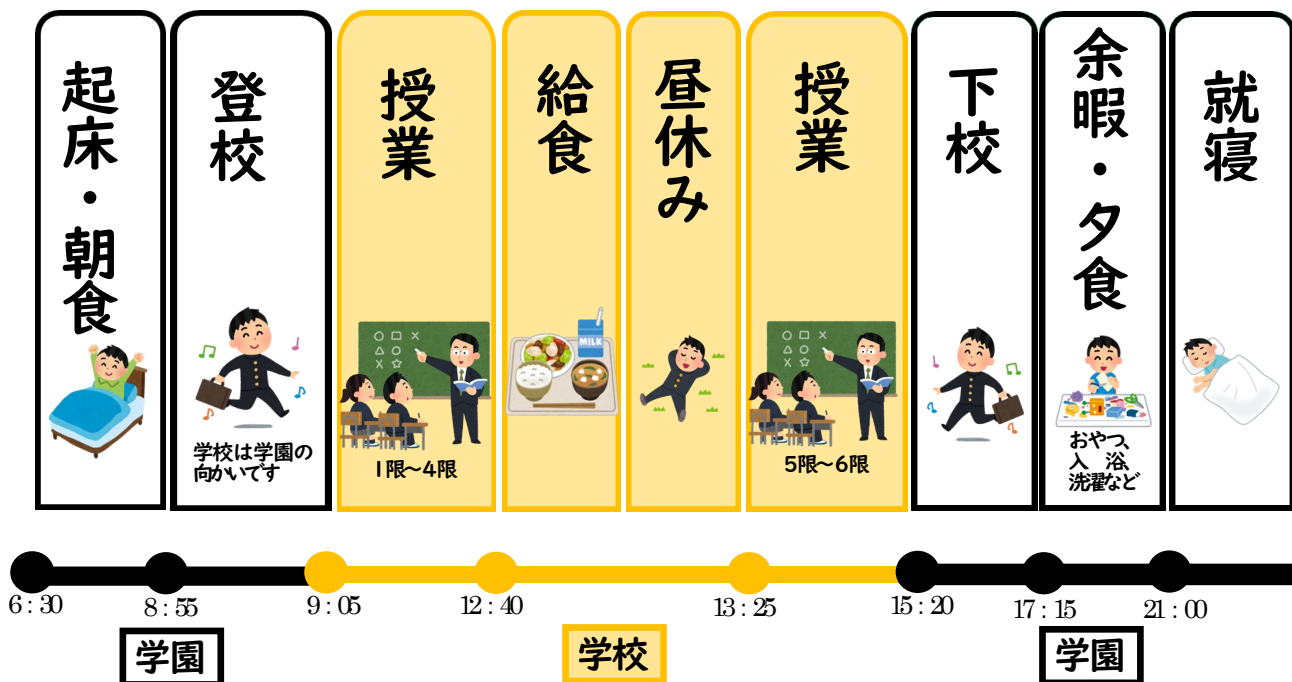 起床・朝食
登校
学校は学園の
向かいです
授業
1限～4限
給食
MILK
昼休み
授業
5限～6限
下校
余暇・夕食
おやつ、
入　浴、
洗濯など
就寝
6：30
8：55
9：05
12：40
13：25
15：20
17：15
21：00
学園
学校
学園